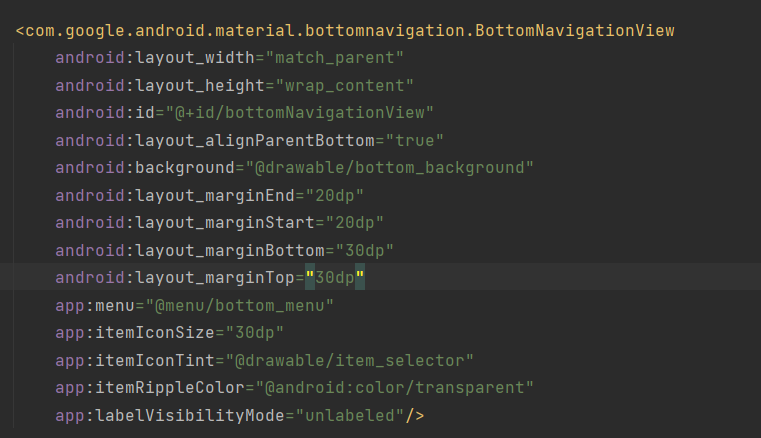 <com.google.android.material.bottomnavigation.BottomNavigationView
android:layout_width="match_parent"
android:layout_height="wrap_content"
android:id="@+id/bottomNavigationView"
android:layout_alignParentBottom="true"
android:background="@drawable/bottom_background"
android:layout_marginEnd="20dp"
android:layout_marginStart="20dp"
android:layout_marginBottom="30dp"
android:layout_marginTop="30dp"
app:menu="@menu/bottom_menu"
app:itemIconSize="30dp"
app:itemIconTint="@drawable/item_selector"
app:itemRippleColor="@android:color/transparent"
app:labelVisibilityMode="unlabeled"/>